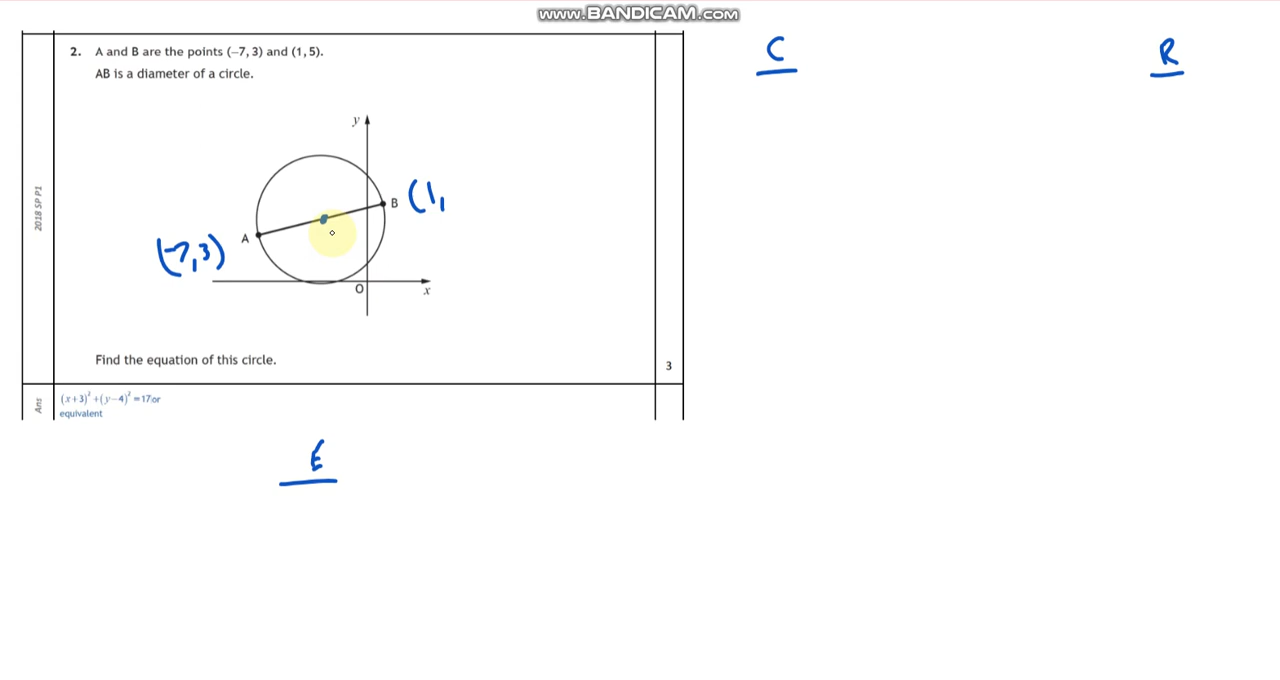 www.BANDICAM.com
C
R
2. A and B are the points (−7, 3) and (1, 5).
AB is a diameter of a circle.
y
2018 SP P1
B (1,
A
(-7,3)
O
x
Find the equation of this circle.
3
Ans
(x+3)² +(y−4)² =17 or
equivalent
E